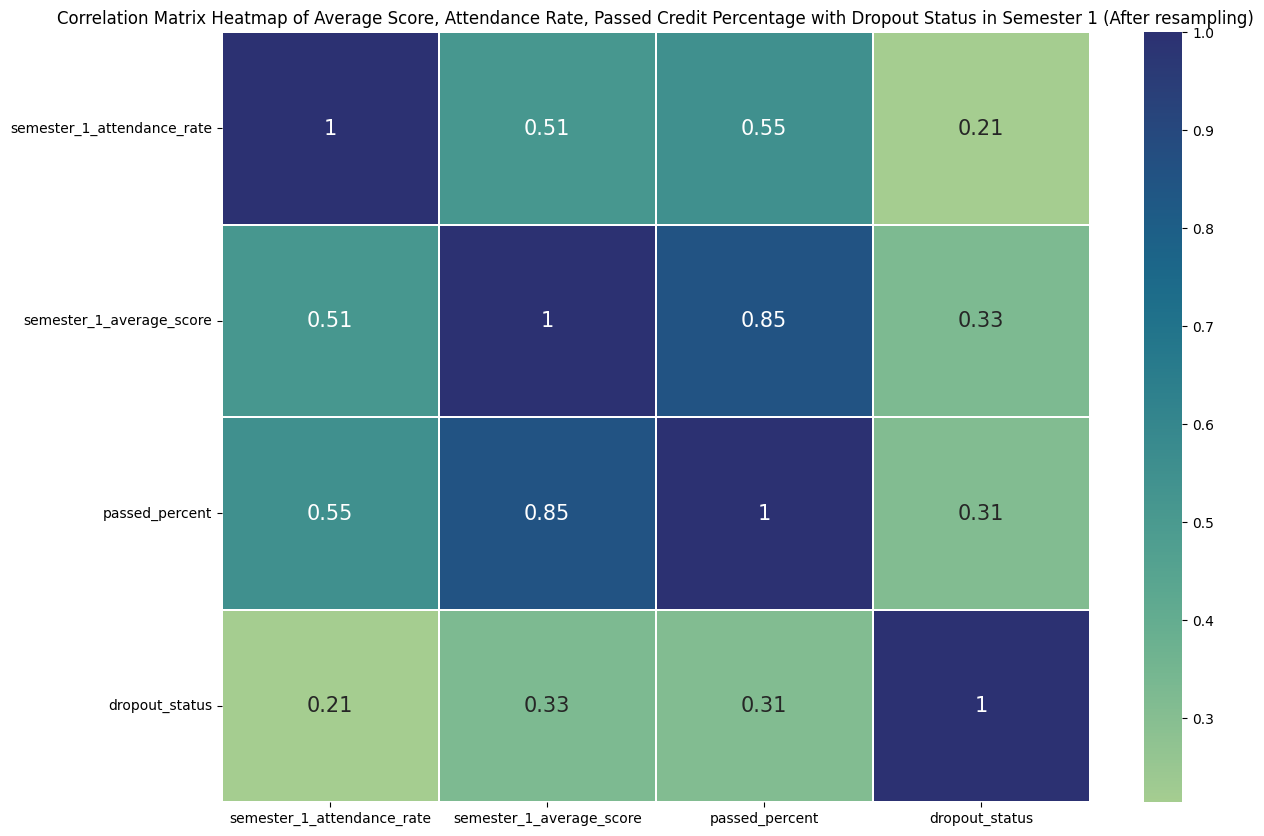 Correlation Matrix Heatmap of Average Score, Attendance Rate, Passed Credit Percentage with Dropout Status in Semester 1 (After resampling)
semester_1_attendance_rate 1 0.51 0.55 0.21
semester_1_average_score 0.51 1 0.85 0.33
passed_percent 0.55 0.85 1 0.31
dropout_status 0.21 0.33 0.31 1
semester_1_attendance_rate semester_1_average_score passed_percent dropout_status
1.0
0.9
0.8
0.7
0.6
0.5
0.4
0.3